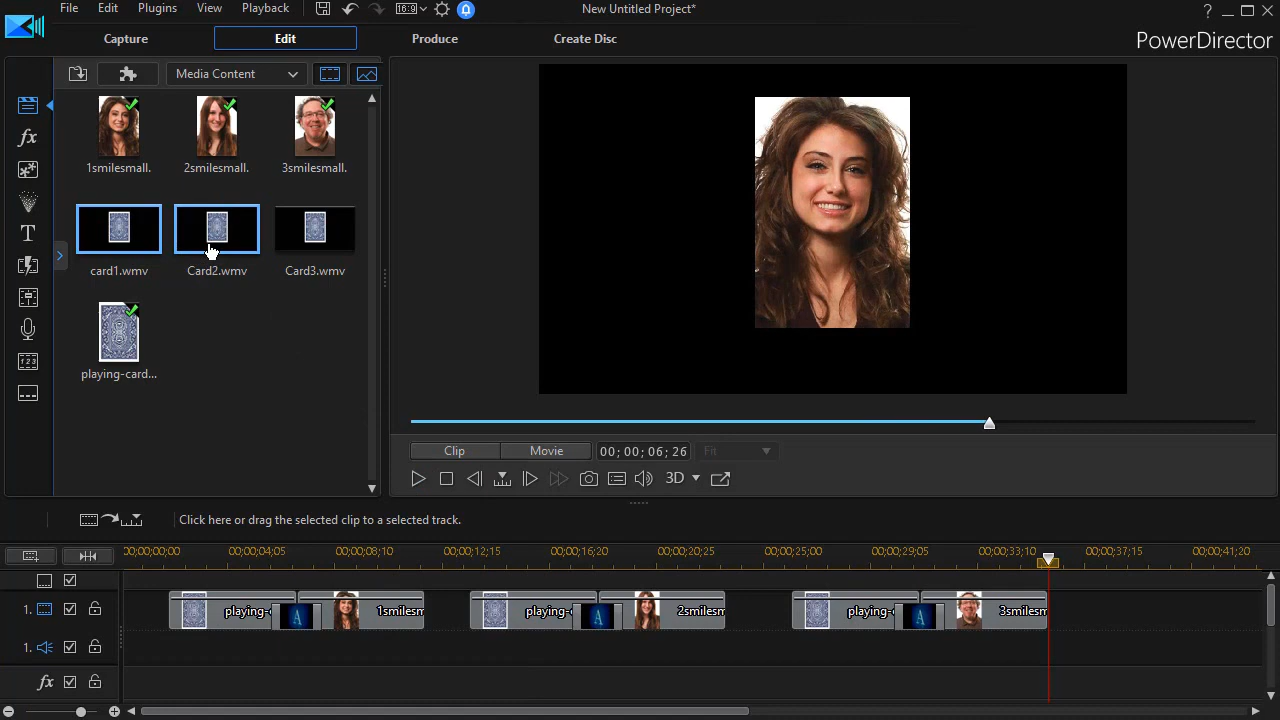 File Edit Plugins View Playback 16:9 New Untitled Project* ?
Capture Edit Produce Create Disc PowerDirector
Media Content
1smilesmall. 2smilesmall. 3smilesmall.
card1.wmv Card2.wmv Card3.wmv
playing-card...
fx
T
Clip Movie 00; 00; 06; 26 Fit
3D
Click here or drag the selected clip to a selected track.
00;00;00;00 00;00;04;05 00;00;08;10 00;00;12;15 00;00;16;20 00;00;20;25 00;00;25;00 00;00;29;05 00;00;33;10 00;00;37;15 00;00;41;20
1. playing- A 1smilesm playing- A 2smilesm playing- A 3smilesm
1.
fx